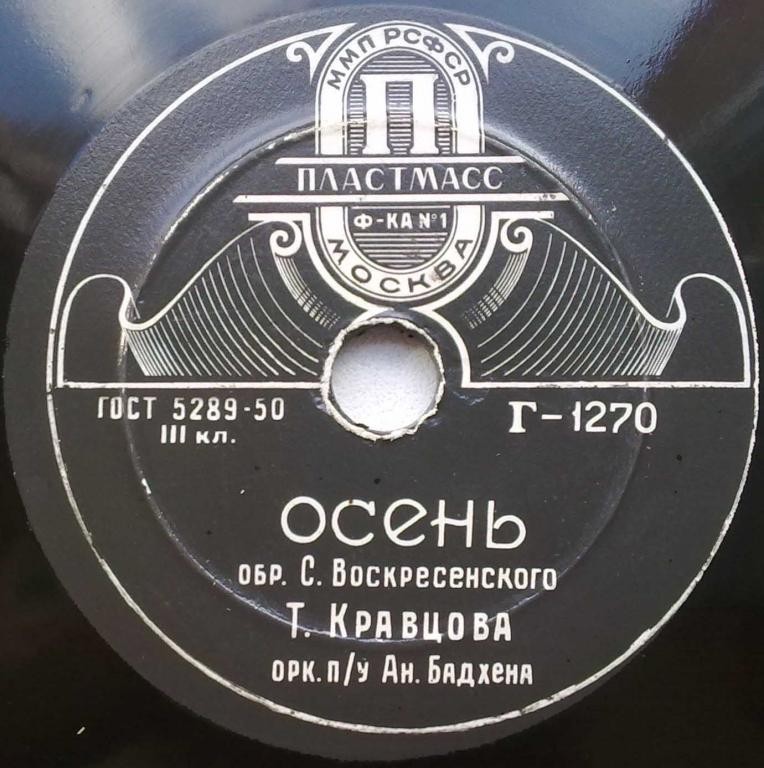 ММП РСФСР
П
ПЛАСТМАСС
Ф-КА №1
МОСКВА
ГОСТ 5289-50
III кл.
Г-1270
ОСЕНЬ
ОБР. С. ВОСКРЕСЕНСКОГО
Т. КРАВЦОВА
ОРК. П/У АН. БАДХЕНА